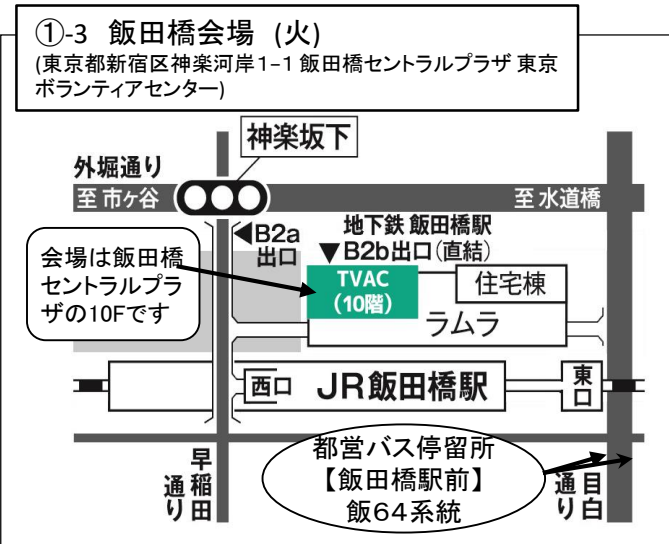 ①-3 飯田橋会場 (火)
(東京都新宿区神楽河岸1-1 飯田橋セントラルプラザ 東京
ボランティアセンター)
神楽坂下
外堀通り
至 市ヶ谷
至 水道橋
◀B2a
出口
地下鉄 飯田橋駅
▼B2b出口(直結)
会場は飯田橋
セントラルプラ
ザの10Fです
TVAC
(10階)
住宅棟
ラムラ
西口
JR飯田橋駅
東口
早稲田
通り
都営バス停留所
【飯田橋駅前】
飯64系統
目白
通り